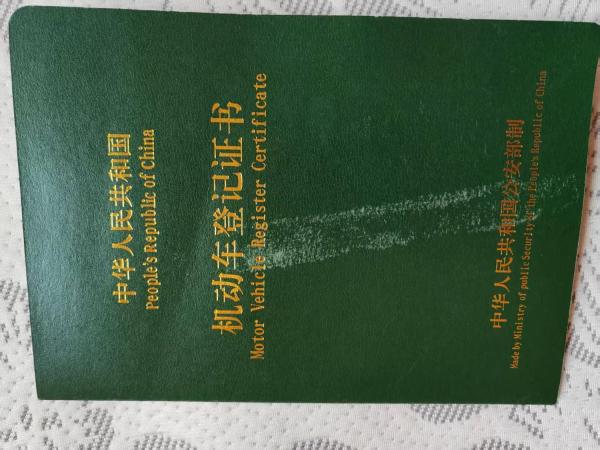 中华人民共和国
People's Republic of China
机动车登记证书
Motor Vehicle Register Certificate
中华人民共和国公安部制
Made by Ministry of public Security of the People's Republic of China